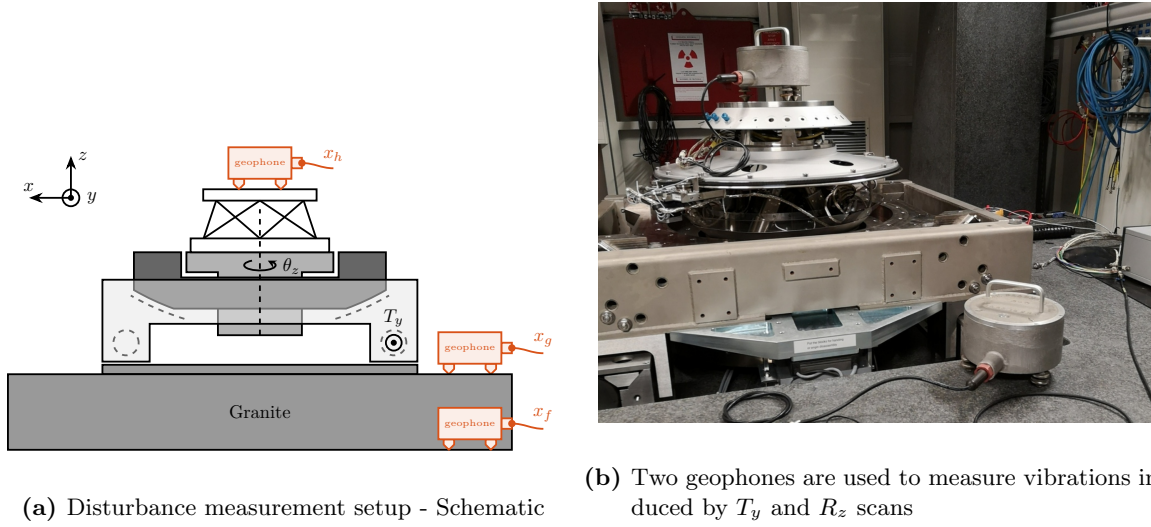 geophone
x_h
z
x
y
θ_z
T_y
geophone
x_g
Granite
geophone
x_f
(a) Disturbance measurement setup - Schematic
(b) Two geophones are used to measure vibrations in
duced by T_y and R_z scans